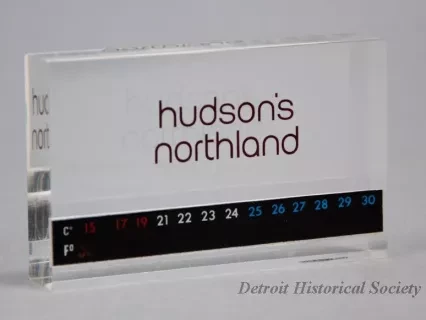 hudson's
northland
C° 15 17 19 21 22 23 24 25 26 27 28 29 30
F°
Detroit Historical Society